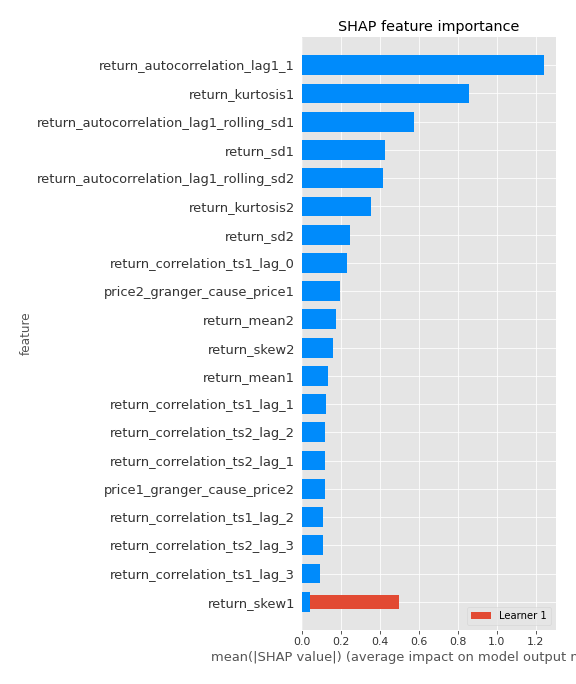 SHAP feature importance
return_autocorrelation_lag1_1
return_kurtosis1
return_autocorrelation_lag1_rolling_sd1
return_sd1
return_autocorrelation_lag1_rolling_sd2
return_kurtosis2
return_sd2
return_correlation_ts1_lag_0
price2_granger_cause_price1
return_mean2
return_skew2
return_mean1
return_correlation_ts1_lag_1
return_correlation_ts2_lag_2
return_correlation_ts2_lag_1
price1_granger_cause_price2
return_correlation_ts1_lag_2
return_correlation_ts2_lag_3
return_correlation_ts1_lag_3
return_skew1
feature
Learner 1
0.0 0.2 0.4 0.6 0.8 1.0 1.2
mean(|SHAP value|) (average impact on model output